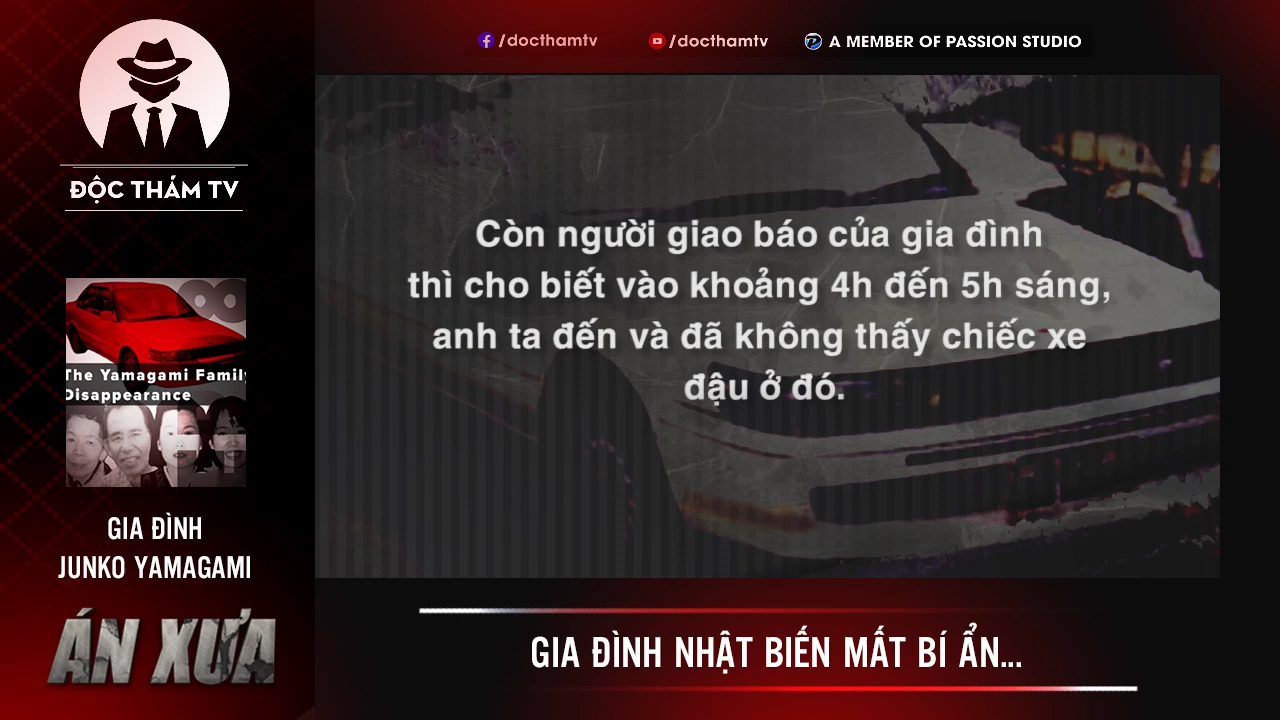 /docthamtv
/docthamtv
A MEMBER OF PASSION STUDIO
ĐỘC THÁM TV
Còn người giao báo của gia đình
thì cho biết vào khoảng 4h đến 5h sáng,
anh ta đến và đã không thấy chiếc xe
đậu ở đó.
The Yamagami Family
Disappearance
GIA ĐÌNH
JUNKO YAMAGAMI
ÁN XƯA
GIA ĐÌNH NHẬT BIẾN MẤT BÍ ẨN...